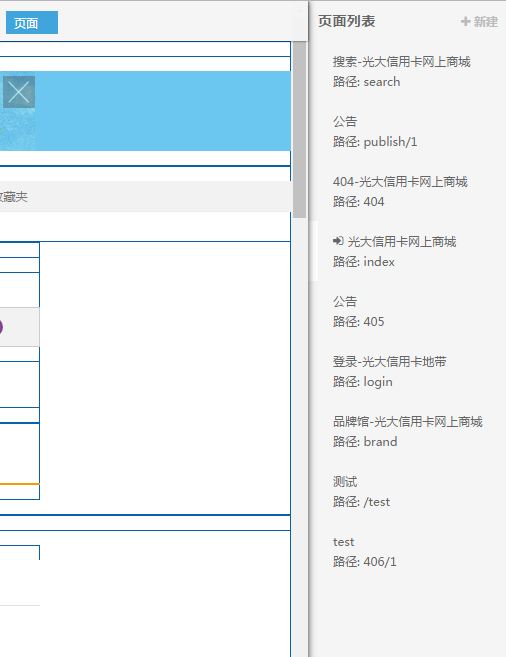 页面
页面列表
新建
搜索-光大信用卡网上商城
路径: search
公告
路径: publish/1
404-光大信用卡网上商城
路径: 404
收藏夹
光大信用卡网上商城
路径: index
公告
路径: 405
登录-光大信用卡地带
路径: login
品牌馆-光大信用卡网上商城
路径: brand
测试
路径: /test
test
路径: 406/1